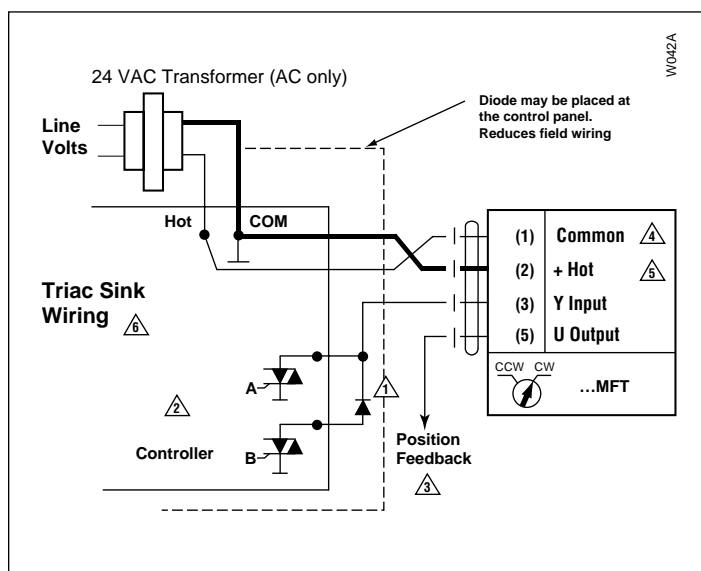 W042A
24 VAC Transformer (AC only)
Line
Volts
Diode may be placed at
the control panel.
Reduces field wiring
Hot
COM
(1) Common 4
(2) + Hot 5
(3) Y Input
(5) U Output
CCW CW
...MFT
Triac Sink
Wiring 6
A
1
2
Controller
B
Position
Feedback
3